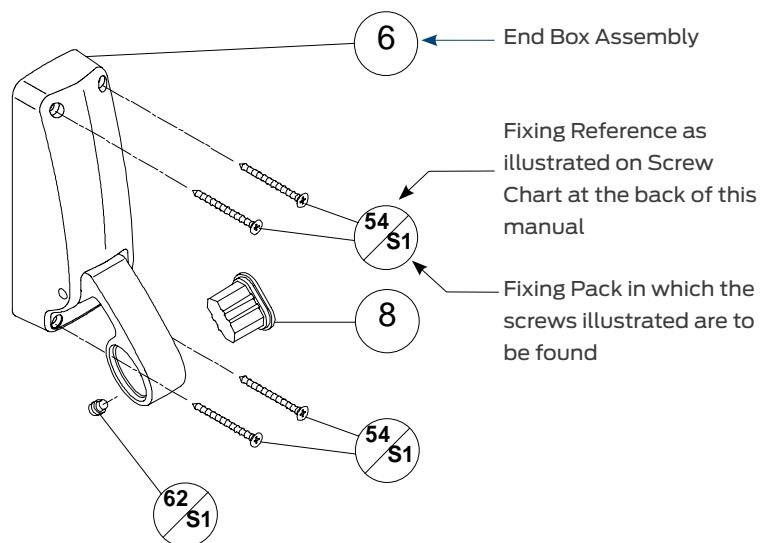 6
End Box Assembly
Fixing Reference as
illustrated on Screw
Chart at the back of this
manual
54
S1
Fixing Pack in which the
screws illustrated are to
be found
8
54
S1
62
S1